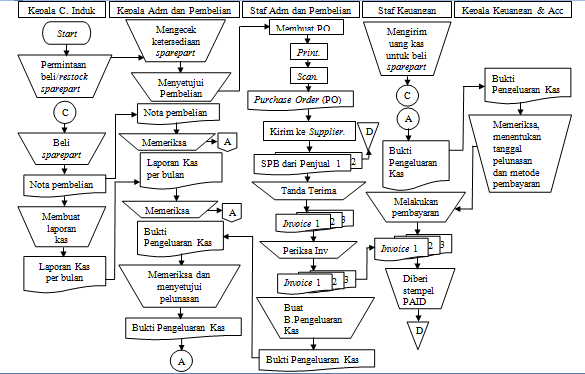 Kepala C. Induk
Kepala Adm dan Pembelian
Staf Adm dan Pembelian
Staf Keuangan
Kepala Keuangan & Acc
Start
Permintaan
beli/restock
sparepart
C
Beli
sparepart
Nota pembelian
Membuat
laporan
kas
Laporan Kas
per bulan
Mengecek
ketersediaan
sparepart
Menyetujui
Pembelian
Nota pembelian
Memeriksa
A
Laporan Kas
per bulan
Memeriksa
A
Bukti
Pengeluaran Kas
Memeriksa dan
menyetujui
pelunasan
Bukti Pengeluaran Kas
A
Membuat PO
Print.
Scan.
Purchase Order (PO)
Kirim ke Supplier.
D
SPB dari Penjual 1
2
Tanda Terima
Invoice 1
2
3
Periksa Inv
Invoice 1
2
3
Buat
B.Pengeluaran
Kas
Bukti Pengeluaran Kas
Mengirim
uang kas
untuk beli
sparepart
C
A
Bukti
Pengeluaran Kas
Melakukan
pembayaran
Invoice 1
2
3
Diberi
stempel
PAID
D
Bukti
Pengeluaran Kas
Memeriksa,
menentukan
tanggal
pelunasan
dan metode
pembayaran